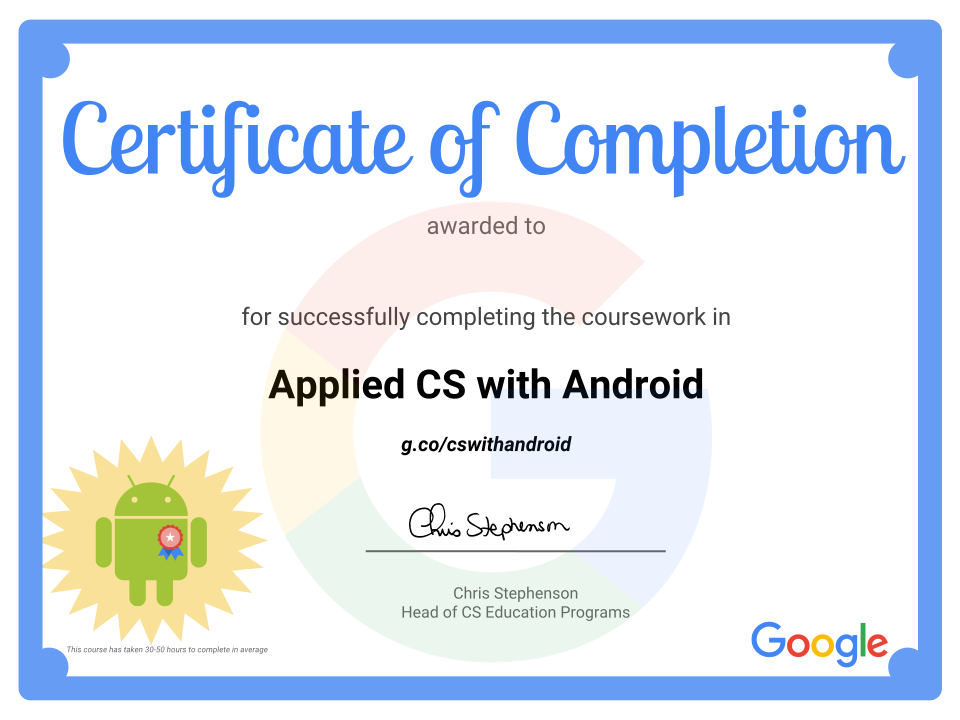 Certificate of Completion
awarded to
for successfully completing the coursework in
Applied CS with Android
g.co/cswithandroid
Chris Stephenson
Chris Stephenson
Head of CS Education Programs
This course has taken 30-50 hours to complete in average
Google